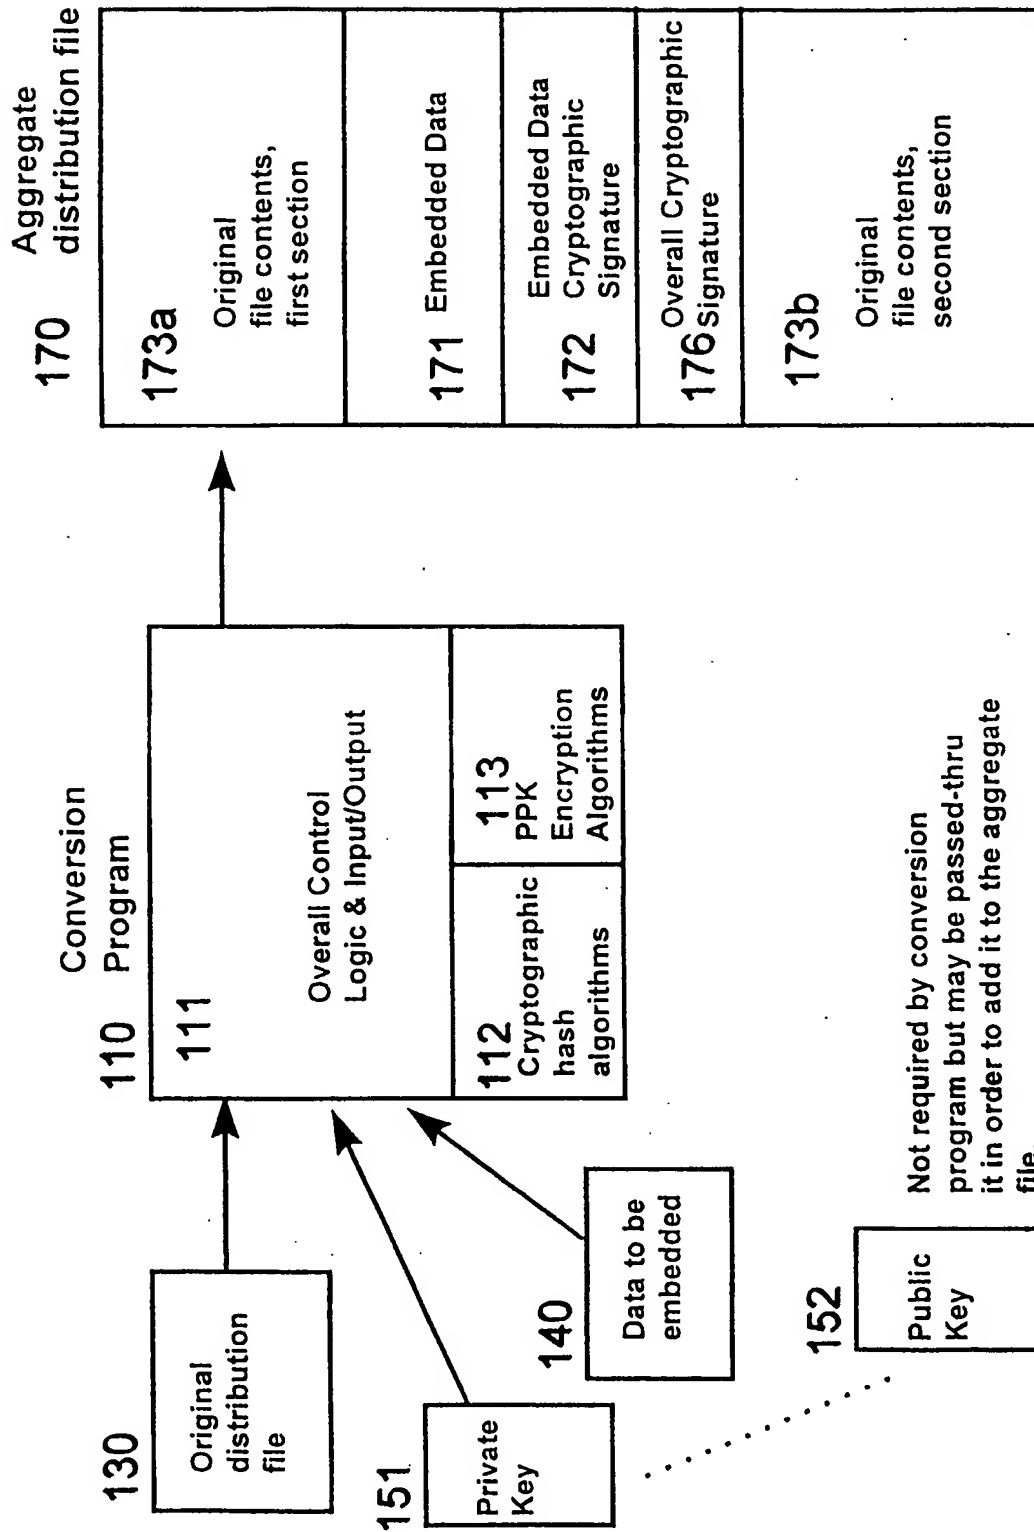 130
Original
distribution
file
151
Private
Key
140
Data to be
embedded
152
Public
Key
Not required by conversion
program but may be passed-thru
it in order to add it to the aggregate
file.
Conversion
110 Program
111
Overall Control
Logic & Input/Output
112
Cryptographic
hash
algorithms
113
PPK
Encryption
Algorithms
Aggregate
170 distribution file
173a
Original
file contents,
first section
171 Embedded Data
Embedded Data
Cryptographic
172 Signature
Overall Cryptographic
176 Signature
173b
Original
file contents,
second section